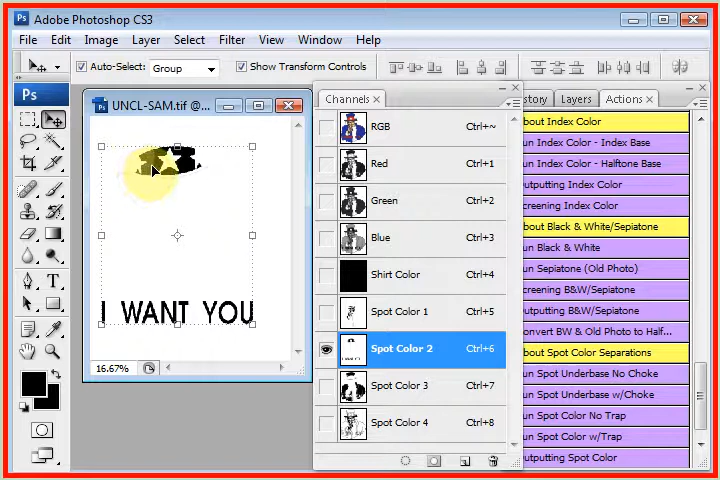 Ps Adobe Photoshop CS3
File Edit Image Layer Select Filter View Window Help
Auto-Select: Group Show Transform Controls
Ps
UNCL-SAM.tif @...
I WANT YOU
16.67%
Channels ×
RGB Ctrl+~
Red Ctrl+1
Green Ctrl+2
Blue Ctrl+3
Shirt Color Ctrl+4
Spot Color 1 Ctrl+5
Spot Color 2 Ctrl+6
Spot Color 3 Ctrl+7
Spot Color 4 Ctrl+8
story Layers Actions ×
bout Index Color
un Index Color - Index Base
un Index Color - Halftone Base
utputting Index Color
creening Index Color
bout Black & White/Sepiatone
un Black & White
un Sepiatone (Old Photo)
creening B&W/Sepiatone
utputting B&W/Sepiatone
onvert BW & Old Photo to Half...
bout Spot Color Separations
un Spot Underbase No Choke
un Spot Underbase w/Choke
un Spot Color No Trap
un Spot Color w/Trap
utputting Spot Color